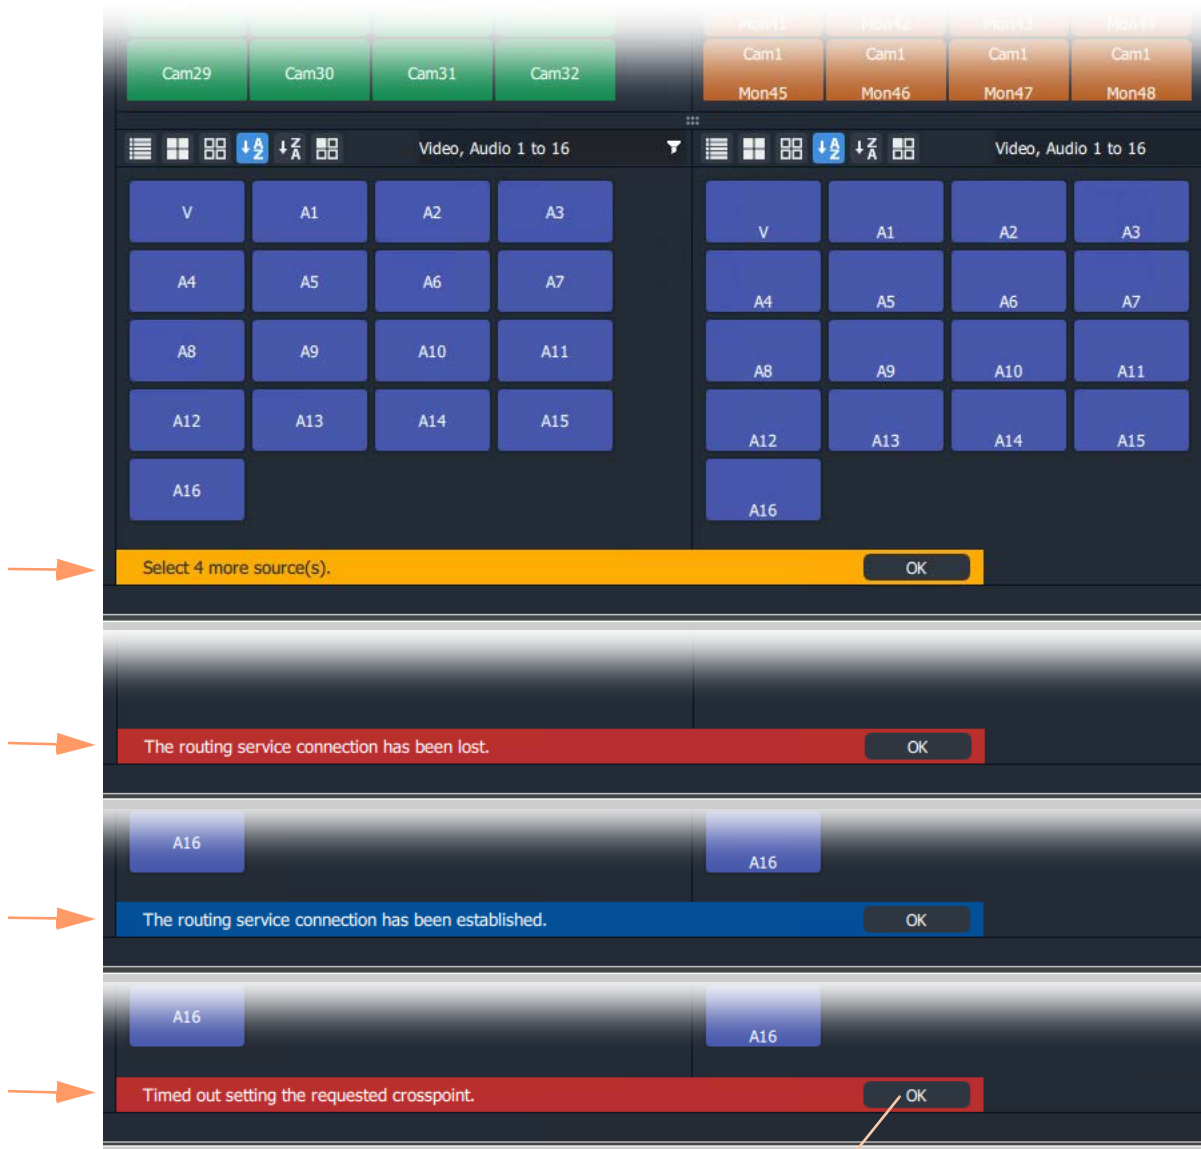 Mon41 Mon42 Mon43 Mon44
Cam29 Cam30 Cam31 Cam32
Cam1 Cam1 Cam1 Cam1
Mon45 Mon46 Mon47 Mon48
Video, Audio 1 to 16
Video, Audio 1 to 16
V A1 A2 A3
A4 A5 A6 A7
A8 A9 A10 A11
A12 A13 A14 A15
A16
V A1 A2 A3
A4 A5 A6 A7
A8 A9 A10 A11
A12 A13 A14 A15
A16
Select 4 more source(s). OK
The routing service connection has been lost. OK
A16 A16
The routing service connection has been established. OK
A16 A16
Timed out setting the requested crosspoint. OK